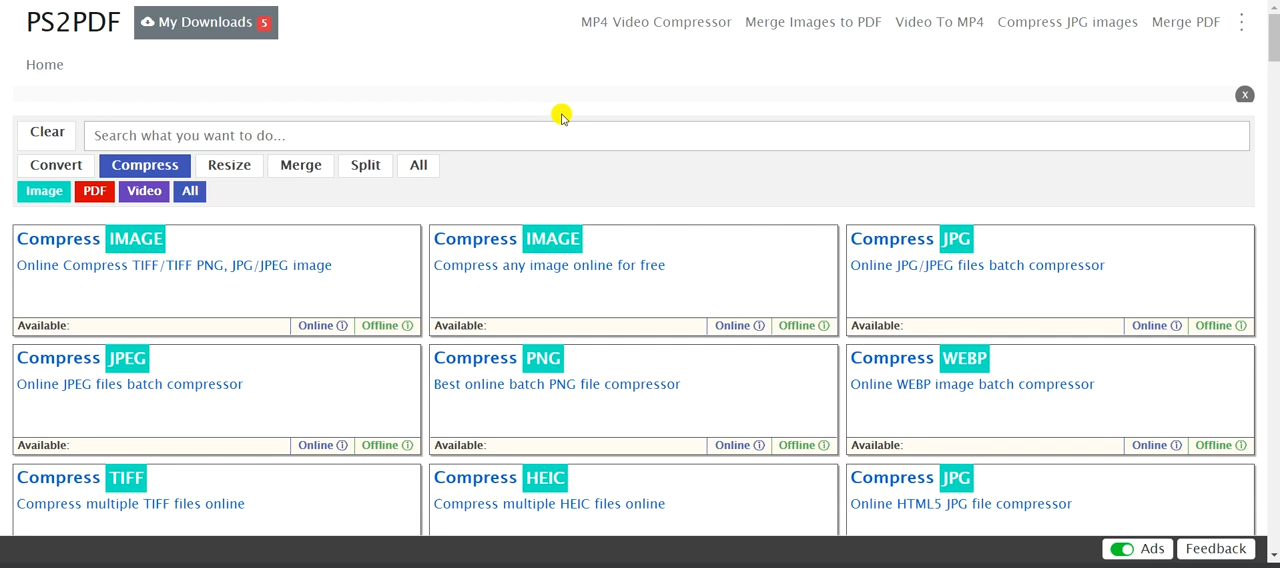 PS2PDF My Downloads 5 MP4 Video Compressor Merge Images to PDF Video To MP4 Compress JPG images Merge PDF
Home
X
Clear Search what you want to do...
Convert Compress Resize Merge Split All
Image PDF Video All
Compress IMAGE Compress IMAGE Compress JPG
Online Compress TIFF/TIFF PNG, JPG/JPEG image Compress any image online for free Online JPG/JPEG files batch compressor
Available: Online Offline Available: Online Offline Available: Online Offline
Compress JPEG Compress PNG Compress WEBP
Online JPEG files batch compressor Best online batch PNG file compressor Online WEBP image batch compressor
Available: Online Offline Available: Online Offline Available: Online Offline
Compress TIFF Compress HEIC Compress JPG
Compress multiple TIFF files online Compress multiple HEIC files online Online HTML5 JPG file compressor
Ads Feedback